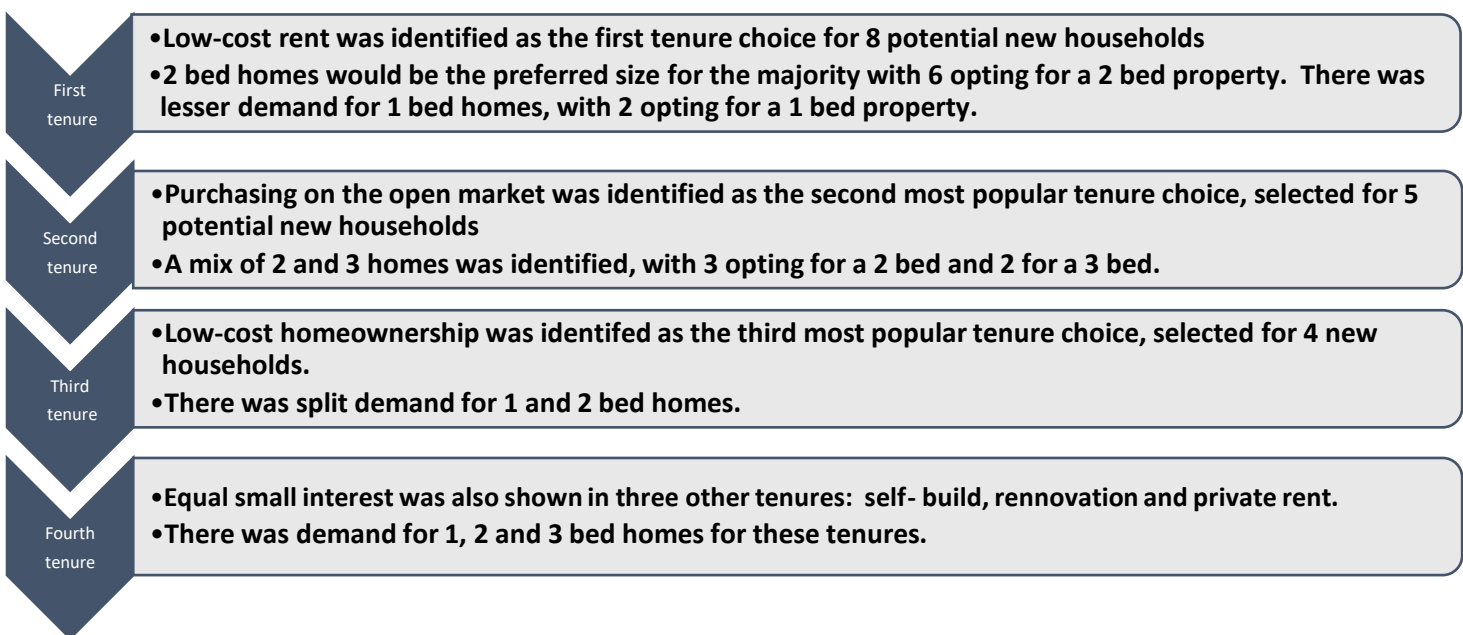 First
tenure
•Low-cost rent was identified as the first tenure choice for 8 potential new households
•2 bed homes would be the preferred size for the majority with 6 opting for a 2 bed property.  There was
lesser demand for 1 bed homes, with 2 opting for a 1 bed property.
Second
tenure
•Purchasing on the open market was identified as the second most popular tenure choice, selected for 5
potential new households
•A mix of 2 and 3 homes was identified, with 3 opting for a 2 bed and 2 for a 3 bed.
Third
tenure
•Low-cost homeownership was identifed as the third most popular tenure choice, selected for 4 new
households.
•There was split demand for 1 and 2 bed homes.
Fourth
tenure
•Equal small interest was also shown in three other tenures:  self- build, rennovation and private rent.
•There was demand for 1, 2 and 3 bed homes for these tenures.